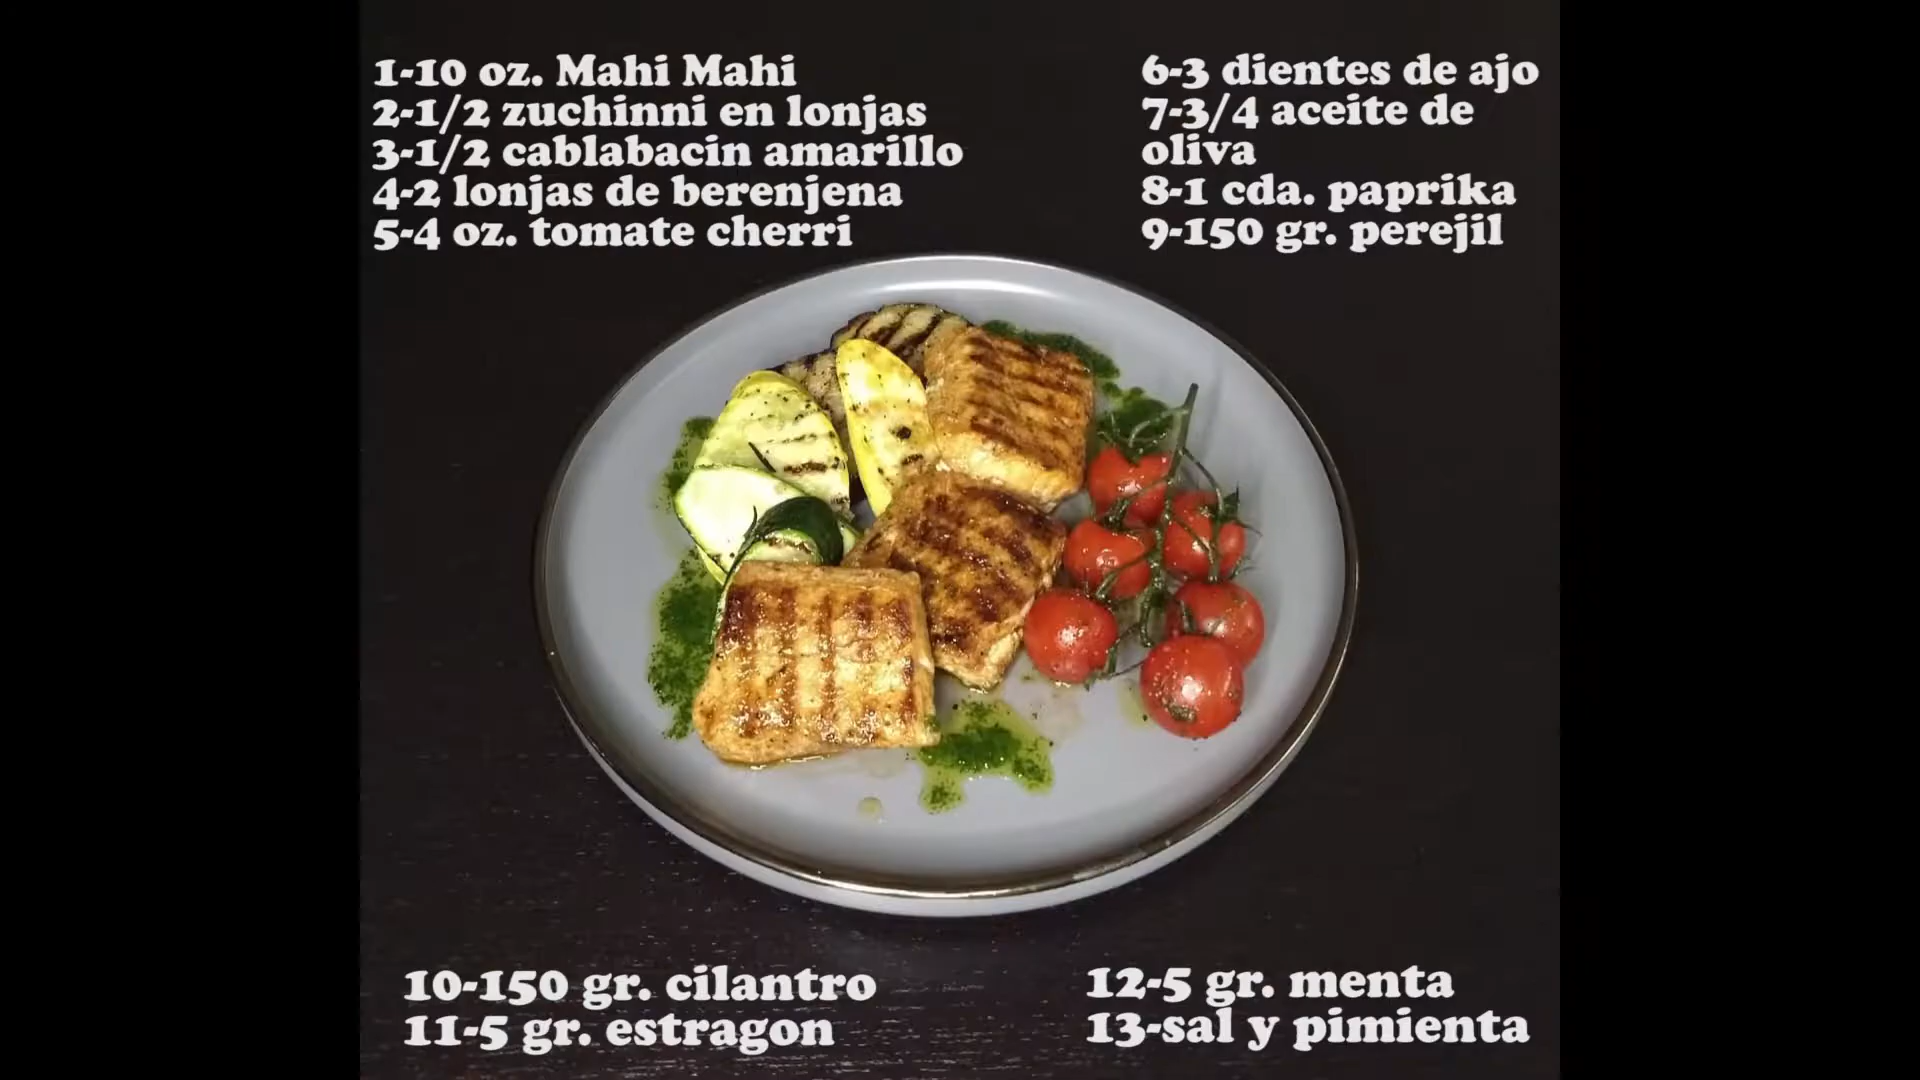 1-10 oz. Mahi Mahi
2-1/2 zuchinni en lonjas
3-1/2 cablabacin amarillo
4-2 lonjas de berenjena
5-4 oz. tomate cherri
6-3 dientes de ajo
7-3/4 aceite de
oliva
8-1 cda. paprika
9-150 gr. perejil
10-150 gr. cilantro
11-5 gr. estragon
12-5 gr. menta
13-sal y pimienta